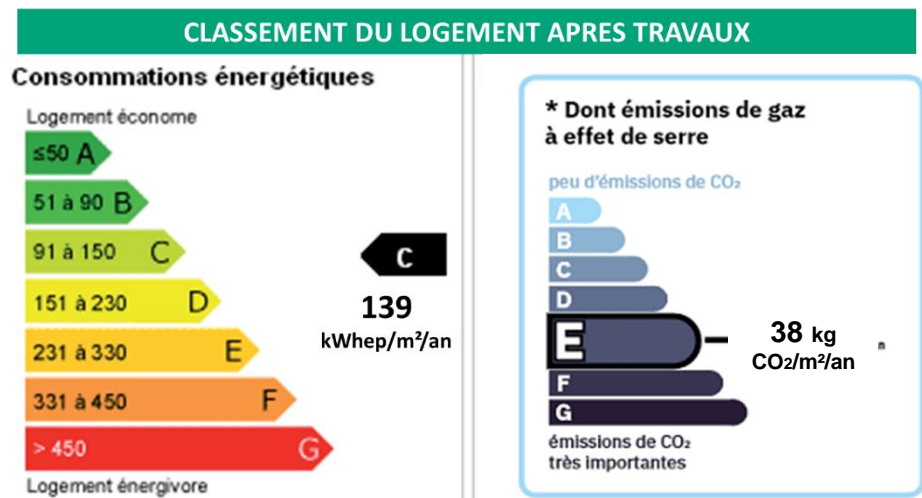 CLASSEMENT DU LOGEMENT APRES TRAVAUX
Consommations énergétiques
Logement économe
≤50 A
51 à 90 B
91 à 150 C
151 à 230 D
231 à 330 E
331 à 450 F
> 450 G
Logement énergivore
C
139
kWhep/m²/an
* Dont émissions de gaz
à effet de serre
peu d'émissions de CO₂
A
B
C
D
E
F
G
38 kg
CO2/m²/an
émissions de CO₂
très importantes